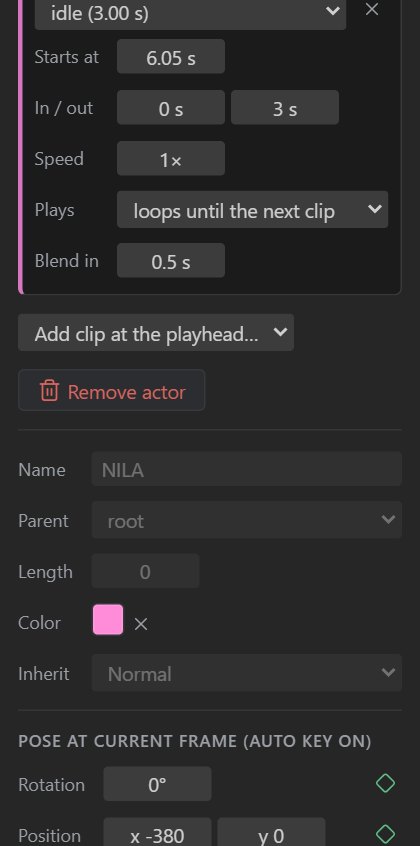 idle (3.00 s)
Starts at 6.05 s
In / out 0 s 3 s
Speed 1×
Plays loops until the next clip
Blend in 0.5 s
Add clip at the playhead...
Remove actor
Name NILA
Parent root
Length 0
Color
Inherit Normal
POSE AT CURRENT FRAME (AUTO KEY ON)
Rotation 0°
Position x -380 y 0